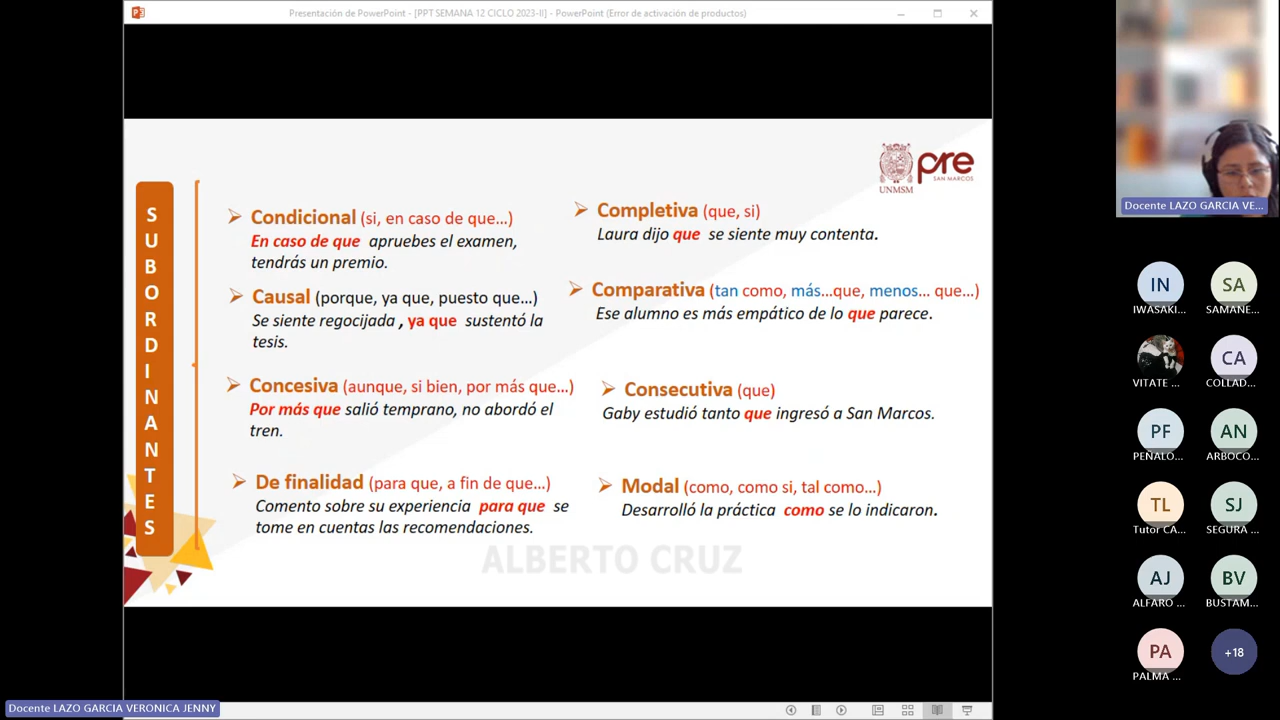 Presentación de PowerPoint - [PPT SEMANA 12 CICLO 2023-II] - PowerPoint (Error de activación de productos)
UNMSM
pre
SAN MARCOS
SUBORDINANTES
Condicional (si, en caso de que...)
En caso de que apruebes el examen,
tendrás un premio.
Causal (porque, ya que, puesto que...)
Se siente regocijada , ya que sustentó la
tesis.
Concesiva (aunque, si bien, por más que...)
Por más que salió temprano, no abordó el
tren.
De finalidad (para que, a fin de que...)
Comento sobre su experiencia para que se
tome en cuentas las recomendaciones.
Completiva (que, si)
Laura dijo que se siente muy contenta.
Comparativa (tan como, más...que, menos... que...)
Ese alumno es más empático de lo que parece.
Consecutiva (que)
Gaby estudió tanto que ingresó a San Marcos.
Modal (como, como si, tal como...)
Desarrolló la práctica como se lo indicaron.
ALBERTO CRUZ
Docente LAZO GARCIA VE...
IN
IWASAKI...
SA
SAMANE...
VITATE ...
CA
COLLAD...
PF
PEÑALO...
AN
ARBOCO...
TL
Tutor CA...
SJ
SEGURA ...
AJ
ALFARO ...
BV
BUSTAM...
PA
PALMA ...
+18
Docente LAZO GARCIA VERONICA JENNY